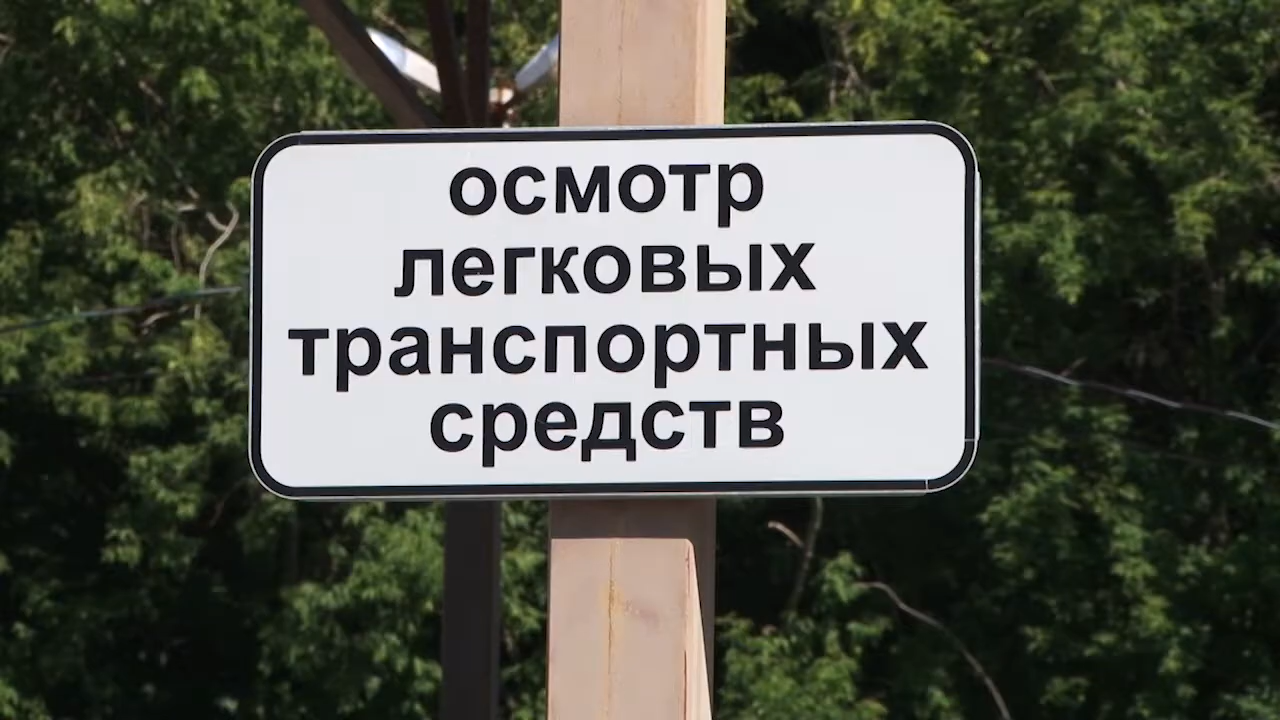 осмотр
легковых
транспортных
средств